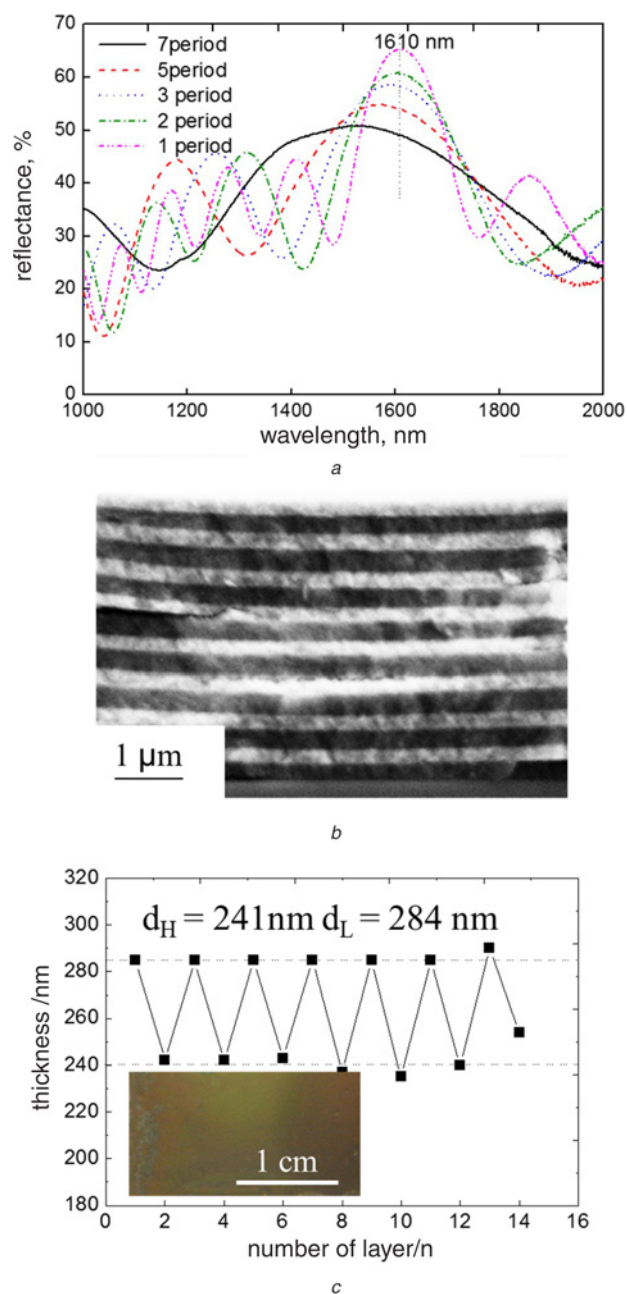 70
60
50
40
30
20
10
0
reflectance, %
7period
5period
3 period
2 period
1 period
1610 nm
1000 1200 1400 1600 1800 2000
wavelength, nm
a
1 µm
b
320
300
280
260
240
220
200
180
thickness /nm
d_H = 241nm d_L = 284 nm
1 cm
0 2 4 6 8 10 12 14 16
number of layer/n
c